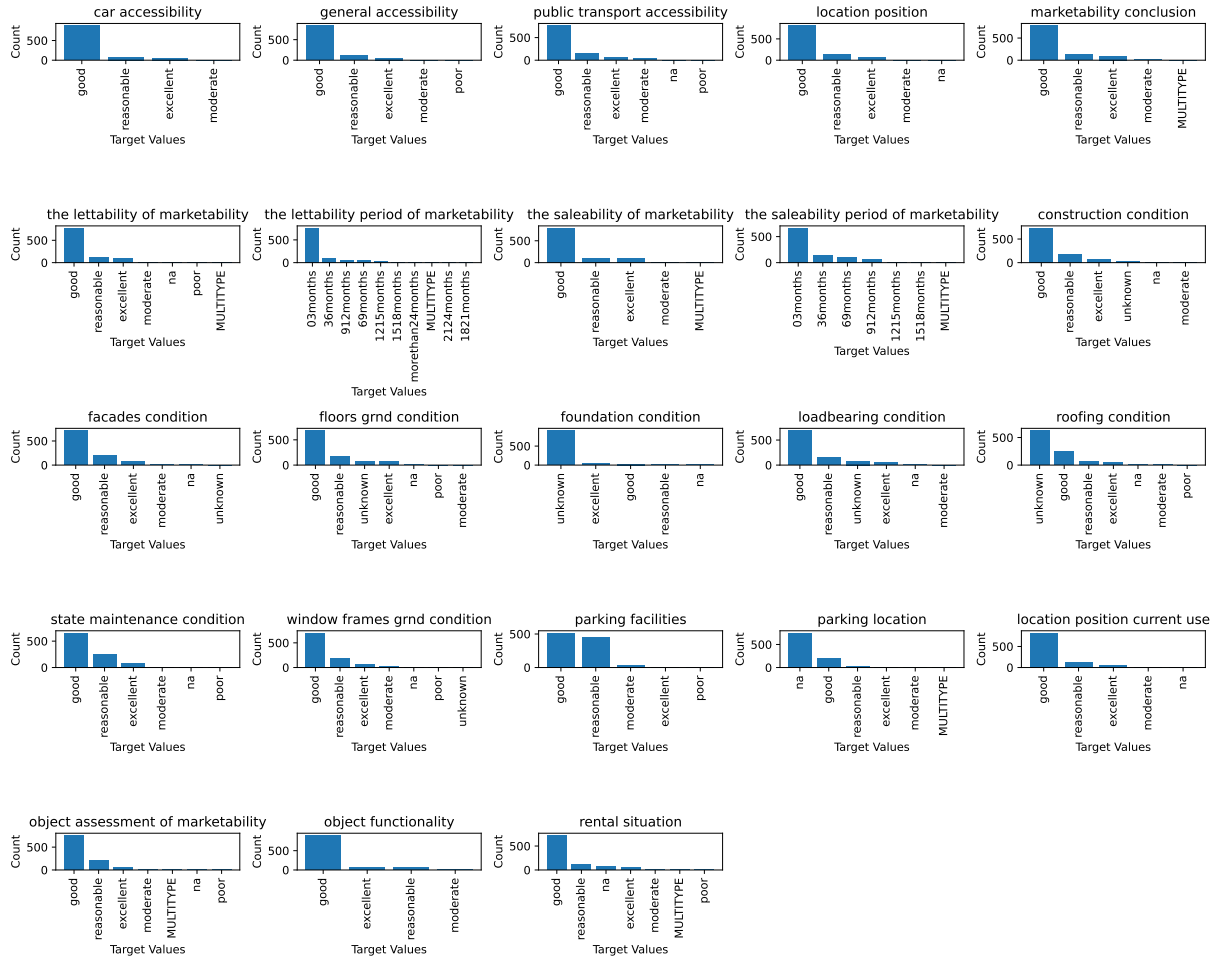 car accessibility
Count
500
0
good
reasonable
excellent
moderate
Target Values
general accessibility
Count
500
0
good
reasonable
excellent
moderate
poor
Target Values
public transport accessibility
Count
500
0
good
reasonable
excellent
moderate
na
poor
Target Values
location position
Count
500
0
good
reasonable
excellent
moderate
na
Target Values
marketability conclusion
Count
500
0
good
reasonable
excellent
moderate
MULTITYPE
Target Values
the lettability of marketability
Count
500
0
good
reasonable
excellent
moderate
na
poor
MULTITYPE
Target Values
the lettability period of marketability
Count
500
0
03months
36months
912months
69months
1215months
1518months
morethan24months
MULTITYPE
2124months
1821months
Target Values
the saleability of marketability
Count
500
0
good
reasonable
excellent
moderate
MULTITYPE
Target Values
the saleability period of marketability
Count
500
0
03months
36months
69months
912months
1215months
1518months
MULTITYPE
Target Values
construction condition
Count
500
0
good
reasonable
excellent
unknown
na
moderate
Target Values
facades condition
Count
500
0
good
reasonable
excellent
moderate
na
unknown
Target Values
floors grnd condition
Count
500
0
good
reasonable
unknown
excellent
na
poor
moderate
Target Values
foundation condition
Count
500
0
unknown
excellent
good
reasonable
na
Target Values
loadbearing condition
Count
500
0
good
reasonable
unknown
excellent
na
moderate
Target Values
roofing condition
Count
500
0
unknown
good
reasonable
excellent
na
moderate
poor
Target Values
state maintenance condition
Count
500
0
good
reasonable
excellent
moderate
na
poor
Target Values
window frames grnd condition
Count
500
0
good
reasonable
excellent
moderate
na
poor
unknown
Target Values
parking facilities
Count
500
0
good
reasonable
moderate
excellent
poor
Target Values
parking location
Count
500
0
na
good
reasonable
excellent
moderate
MULTITYPE
Target Values
location position current use
Count
500
0
good
reasonable
excellent
moderate
na
Target Values
object assessment of marketability
Count
500
0
good
reasonable
excellent
moderate
MULTITYPE
na
poor
Target Values
object functionality
Count
500
0
good
excellent
reasonable
moderate
Target Values
rental situation
Count
500
0
good
reasonable
na
excellent
moderate
MULTITYPE
poor
Target Values